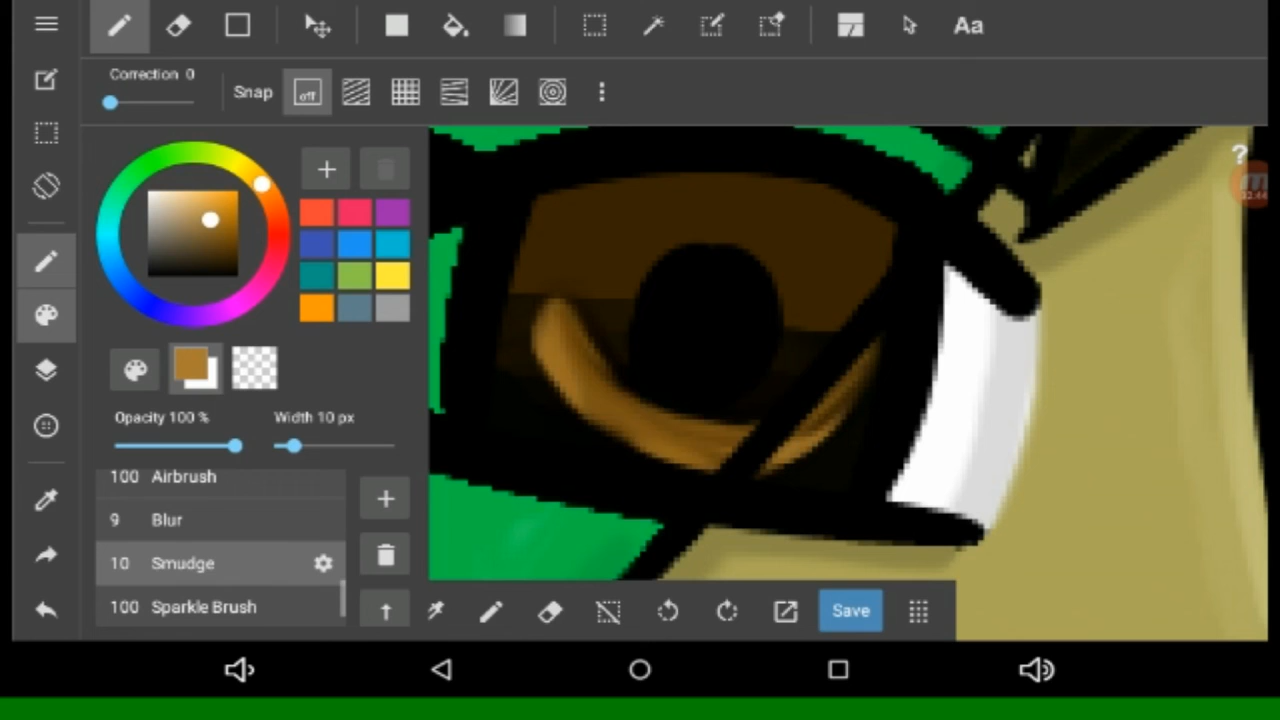 Aa
Correction 0
Snap
off
?
Opacity 100 %
Width 10 px
100 Airbrush
9 Blur
10 Smudge
100 Sparkle Brush
Save